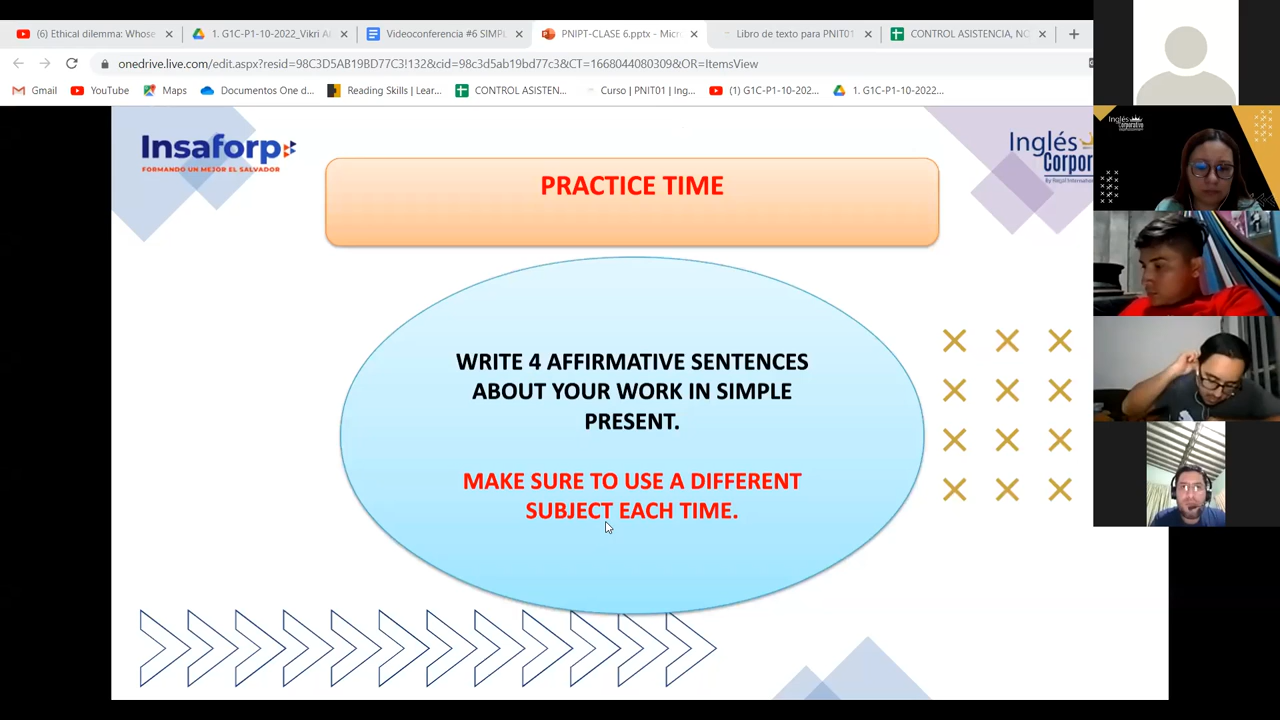 (6) Ethical dilemma: Whose
1. G1C-P1-10-2022_Vikri A
Videoconferencia #6 SIMPL
PNIPT-CLASE 6.pptx - Micro
Libro de texto para PNIT01
CONTROL ASISTENCIA, NO
onedrive.live.com/edit.aspx?resid=98C3D5AB19BD77C3!132&cid=98c3d5ab19bd77c3&CT=1668044080309&OR=ItemsView
Gmail
YouTube
Maps
Documentos One d...
Reading Skills | Lear...
CONTROL ASISTEN...
Curso | PNIT01 | Ing...
(1) G1C-P1-10-202...
1. G1C-P1-10-2022...
Insaforp
FORMANDO UN MEJOR EL SALVADOR
Inglés
Corpor
PRACTICE TIME
WRITE 4 AFFIRMATIVE SENTENCES
ABOUT YOUR WORK IN SIMPLE
PRESENT.
MAKE SURE TO USE A DIFFERENT
SUBJECT EACH TIME.
Inglés
Corporativo